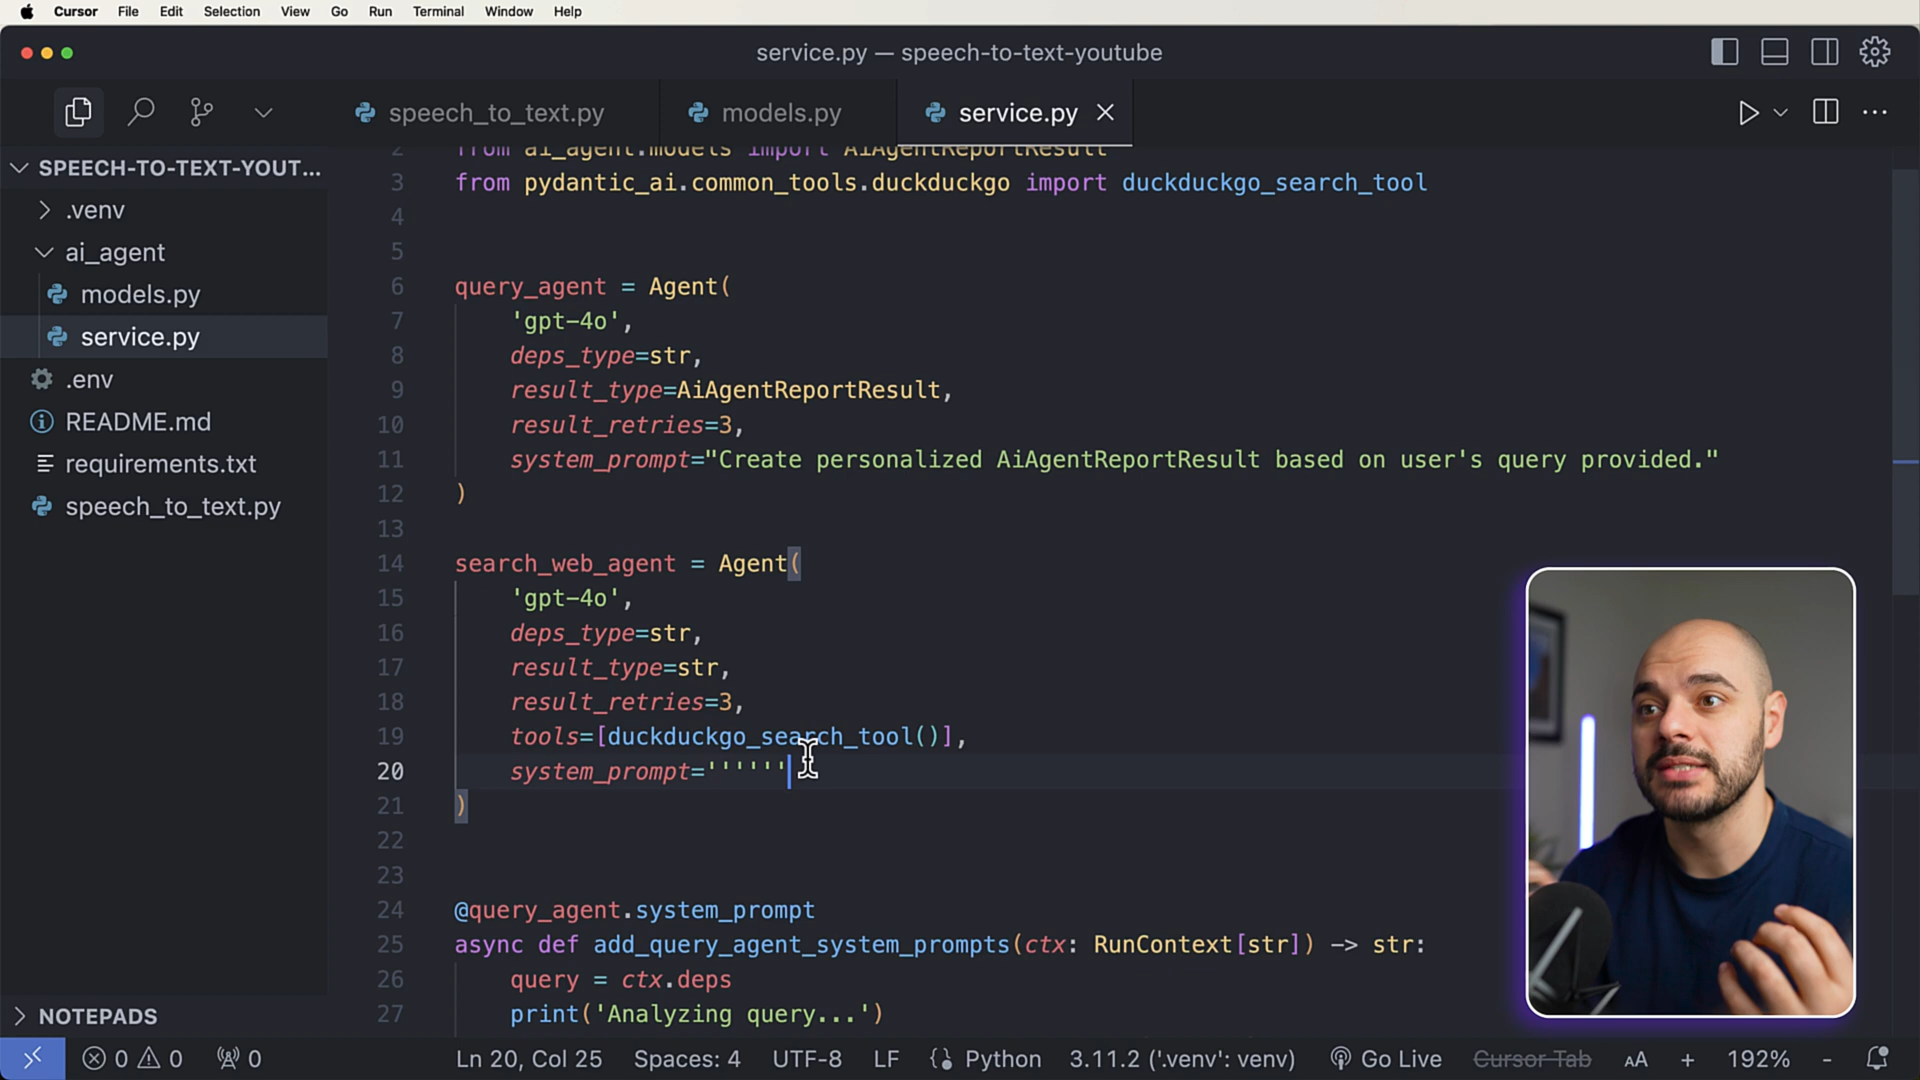 Cursor File Edit Selection View Go Run Terminal Window Help
service.py — speech-to-text-youtube
speech_to_text.py models.py service.py
SPEECH-TO-TEXT-YOUT...
.venv
ai_agent
models.py
service.py
.env
README.md
requirements.txt
speech_to_text.py
NOTEPADS
2 from ai_agent.models import AiAgentReportResult
3 from pydantic_ai.common_tools.duckduckgo import duckduckgo_search_tool
4
5
6 query_agent = Agent(
7 'gpt-4o',
8 deps_type=str,
9 result_type=AiAgentReportResult,
10 result_retries=3,
11 system_prompt="Create personalized AiAgentReportResult based on user's query provided."
12 )
13
14 search_web_agent = Agent(
15 'gpt-4o',
16 deps_type=str,
17 result_type=str,
18 result_retries=3,
19 tools=[duckduckgo_search_tool()],
20 system_prompt=''''''
21 )
22
23
24 @query_agent.system_prompt
25 async def add_query_agent_system_prompts(ctx: RunContext[str]) -> str:
26 query = ctx.deps
27 print('Analyzing query...')
0 0 0 Ln 20, Col 25 Spaces: 4 UTF-8 LF Python 3.11.2 ('.venv': venv) Go Live Cursor Tab AA + 192% -